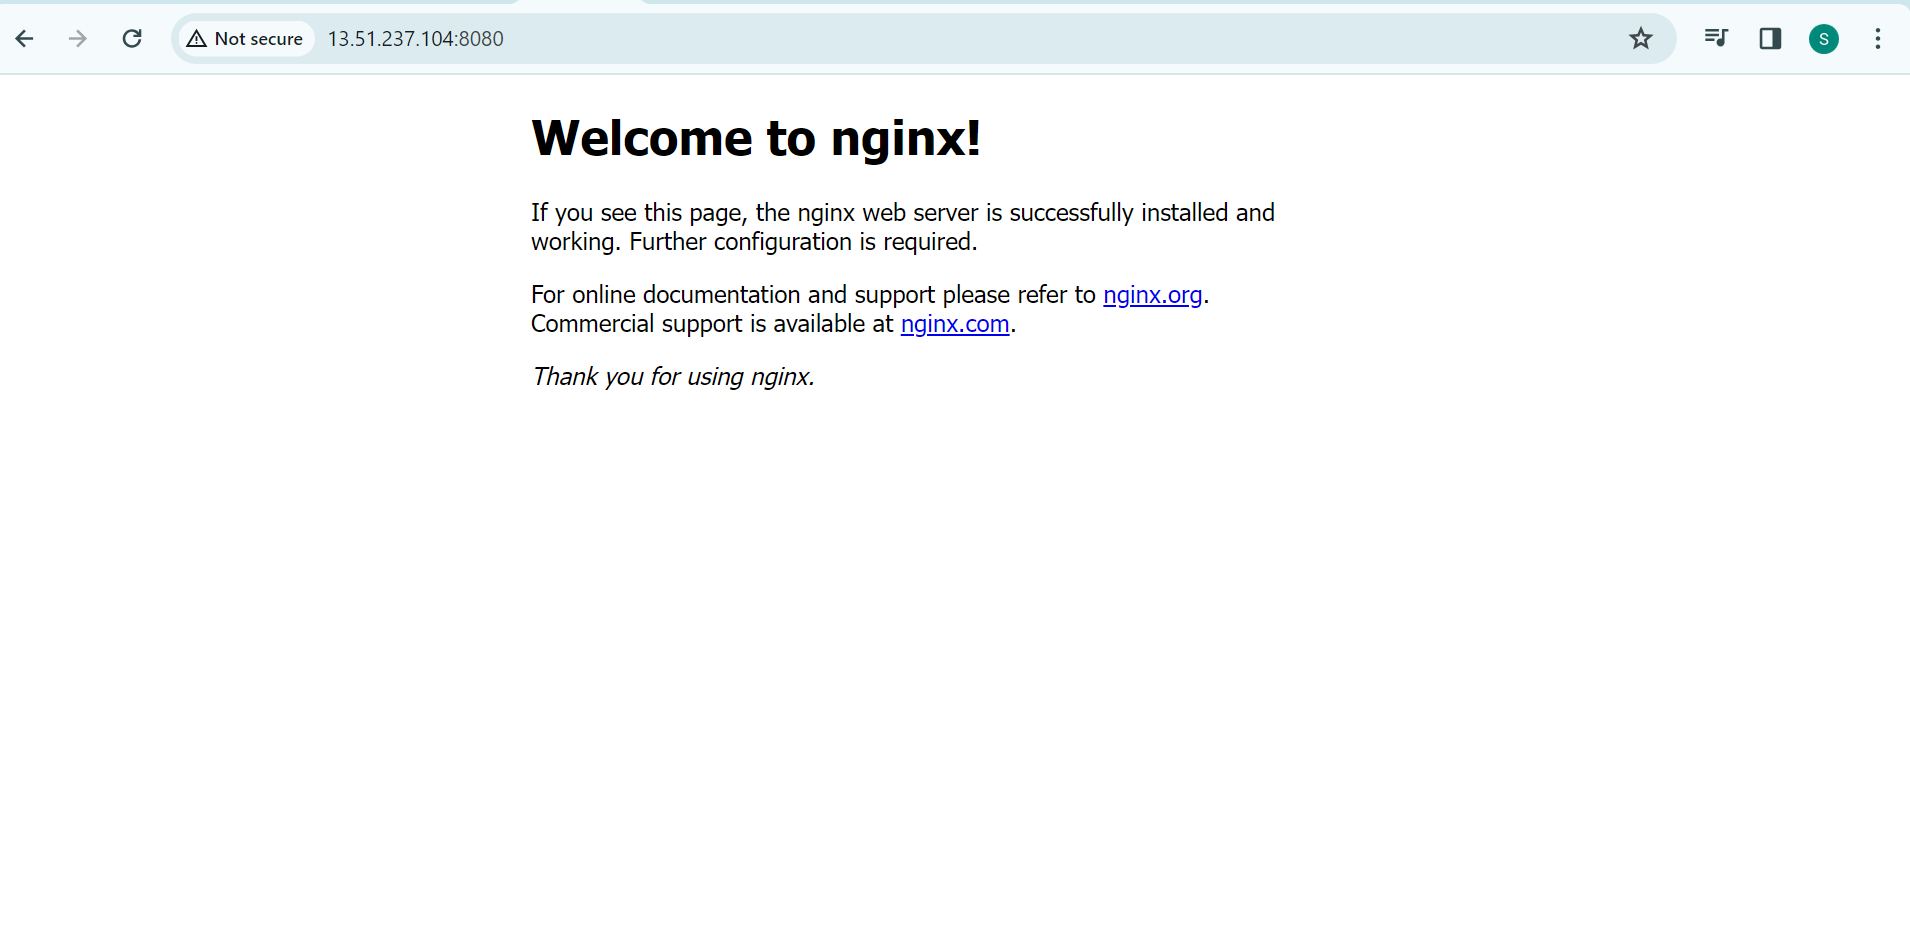 Not secure 13.51.237.104:8080
S
Welcome to nginx!
If you see this page, the nginx web server is successfully installed and
working. Further configuration is required.
For online documentation and support please refer to nginx.org.
Commercial support is available at nginx.com.
Thank you for using nginx.